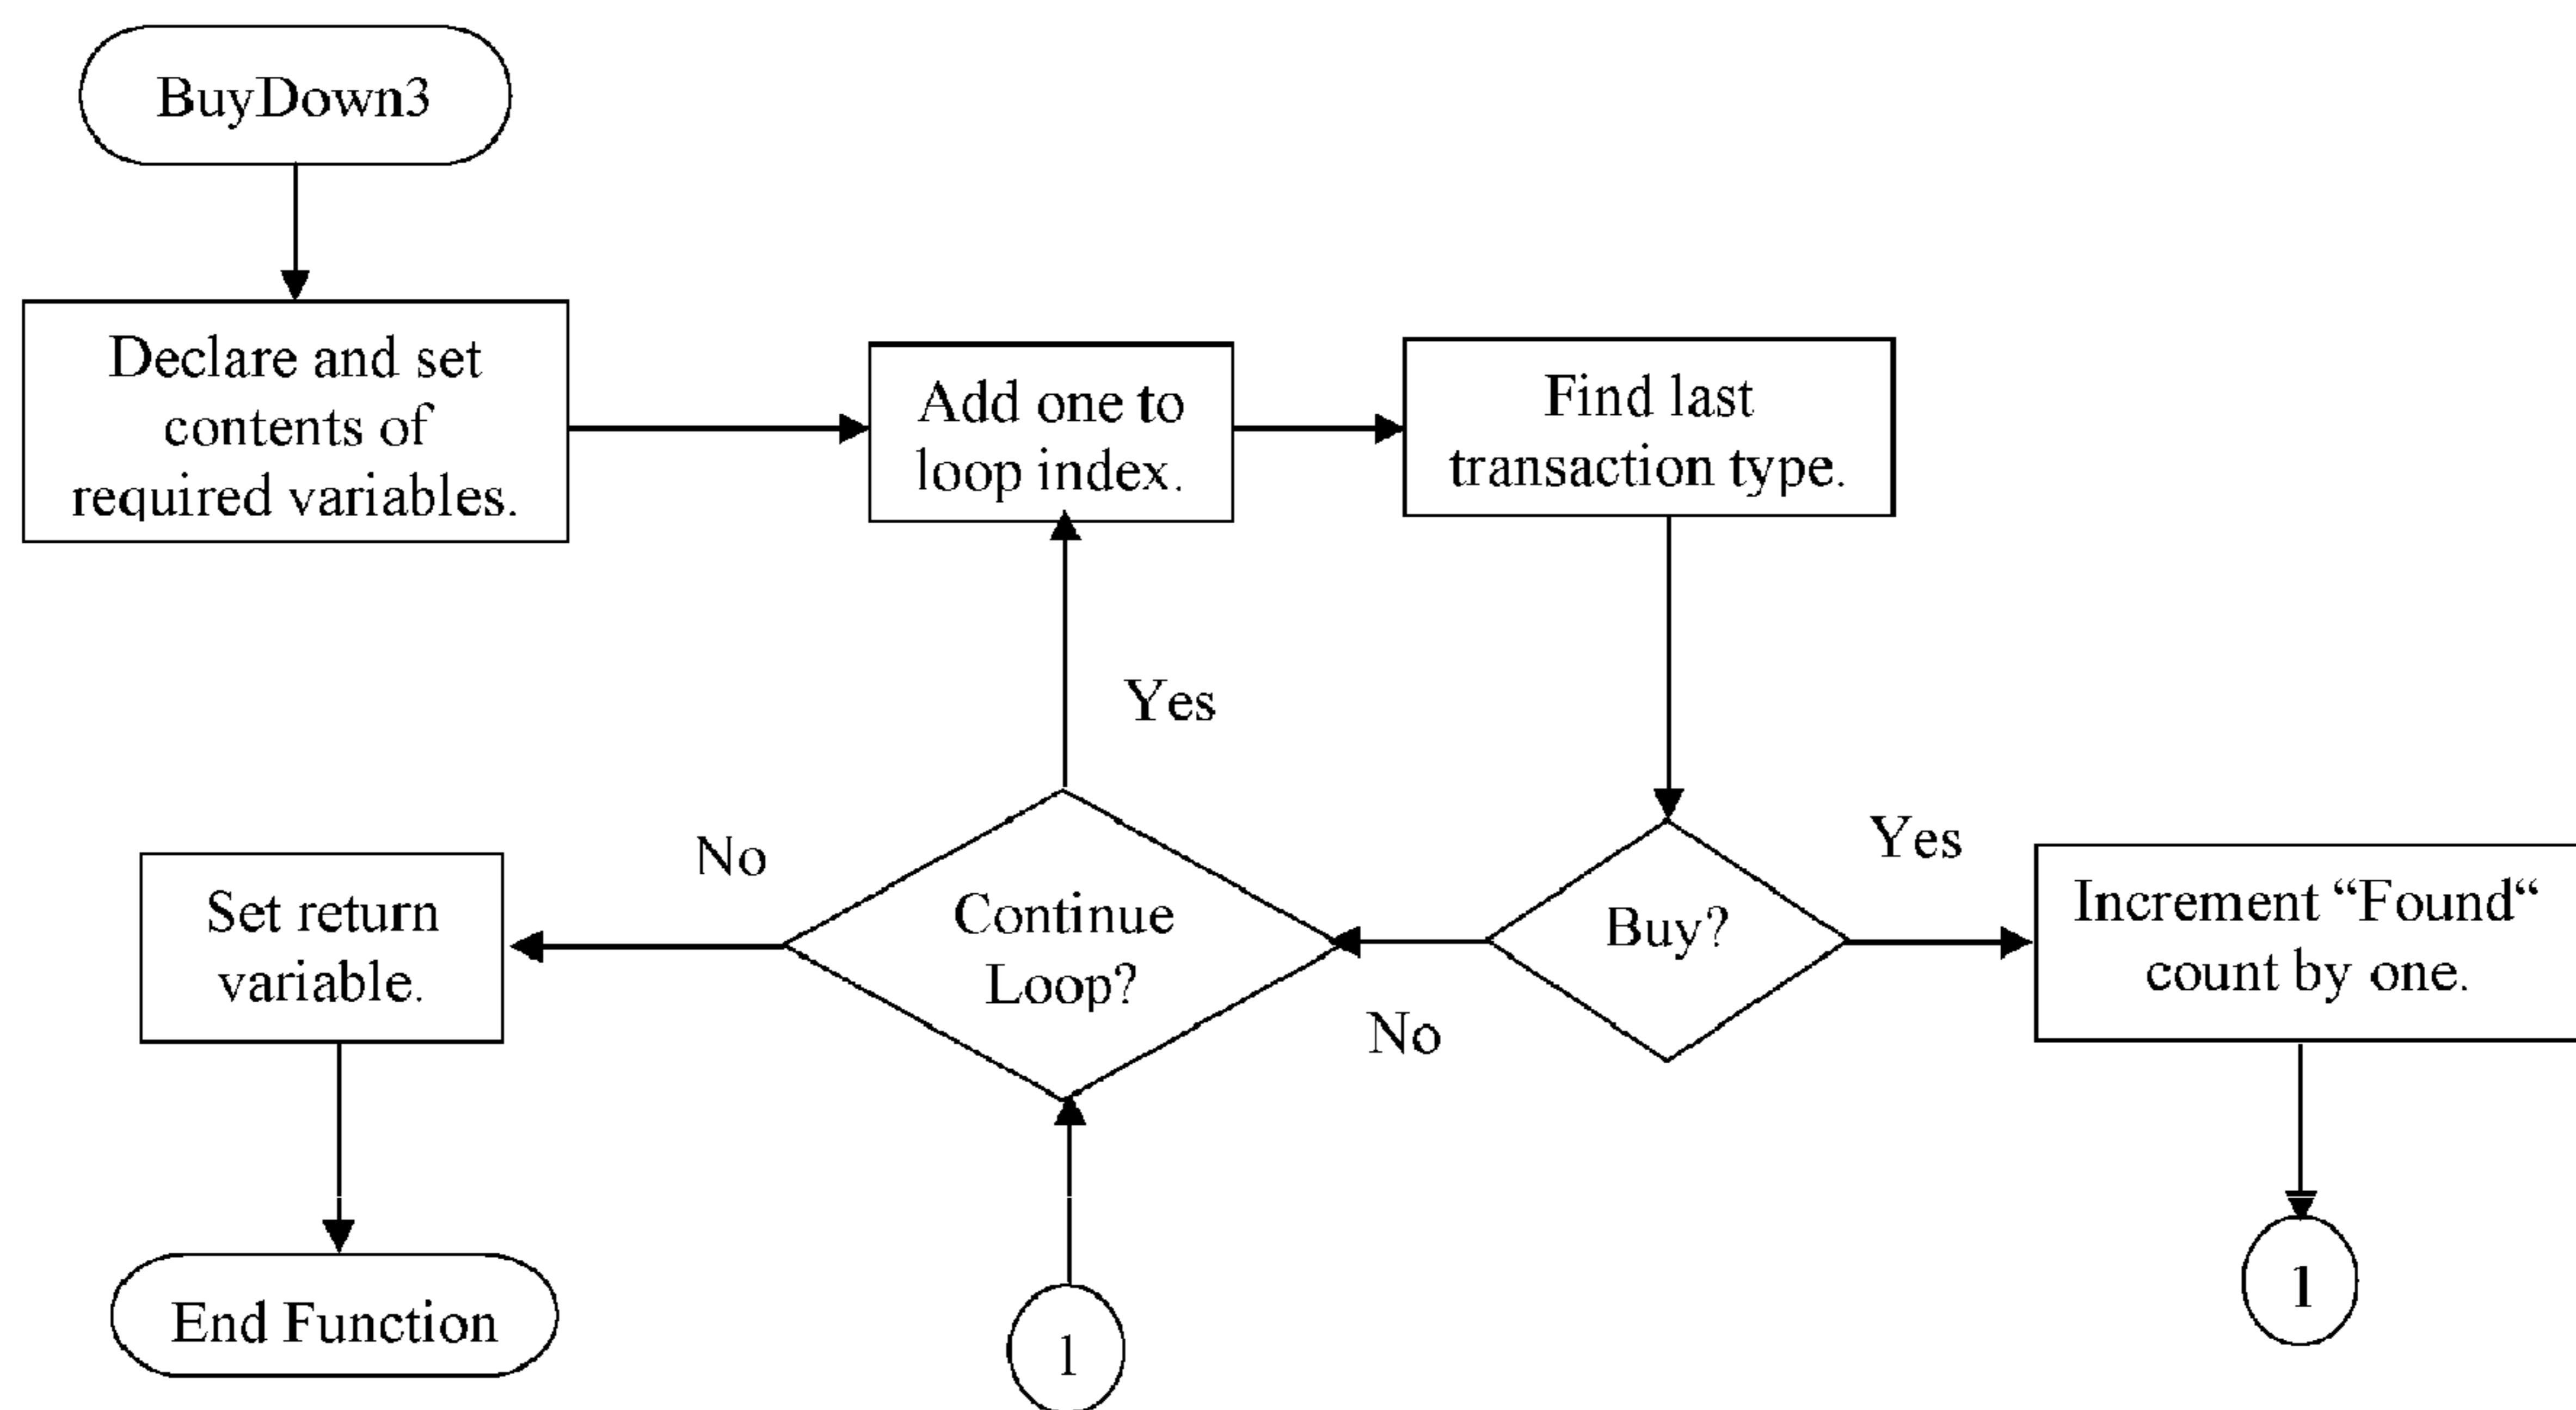 BuyDown3
Declare and set
contents of
required variables.
Add one to
loop index.
Find last
transaction type.
Yes
No
Set return
variable.
Continue
Loop?
No
Buy?
Yes
Increment “Found“
count by one.
End Function
1
1